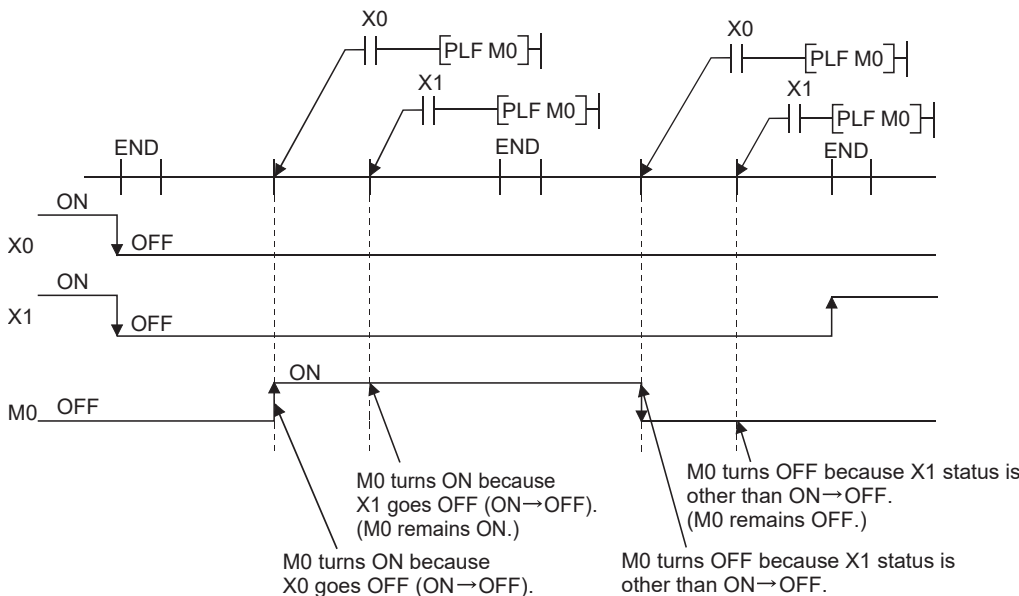 X0
[PLF M0]
X0
[PLF M0]
X1
[PLF M0]
X1
[PLF M0]
END
END
END
ON
X0
OFF
ON
X1
OFF
ON
M0 OFF
M0 turns ON because
X1 goes OFF (ON→OFF).
(M0 remains ON.)
M0 turns OFF because X1 status is
other than ON→OFF.
(M0 remains OFF.)
M0 turns ON because
X0 goes OFF (ON→OFF).
M0 turns OFF because X1 status is
other than ON→OFF.